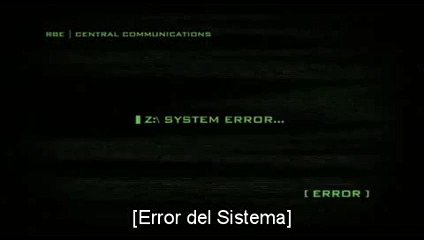 RBE | CENTRAL COMMUNICATIONS
Z:\ SYSTEM ERROR...
[ ERROR ]
[Error del Sistema]